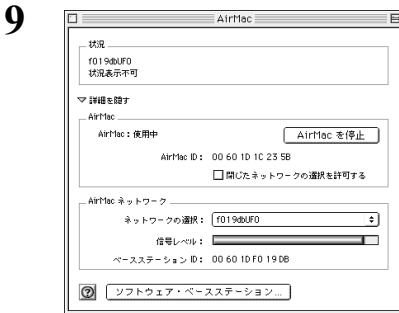 9
AirMac
状況
f019dbUF0
状況表示不可
詳細を隠す
AirMac
AirMac：使用中
AirMac を停止
AirMac ID： 00 60 1D 1C 23 5B
閉じたネットワークの選択を許可する
AirMac ネットワーク
ネットワークの選択： f019dbUF0
信号レベル：
ベースステーション ID： 00 60 1D F0 19 DB
? ソフトウェア・ベースステーション...